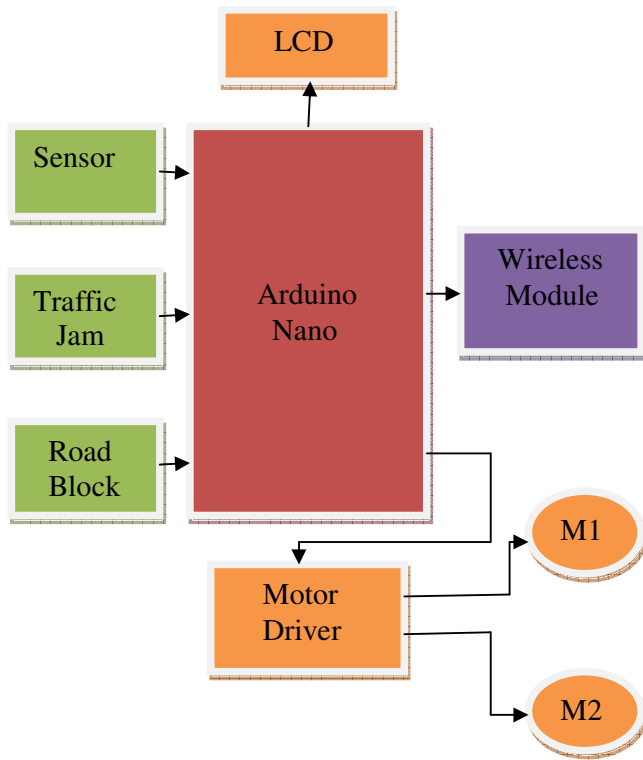 LCD
Sensor
Traffic
Jam
Arduino
Nano
Wireless
Module
Road
Block
Motor
Driver
M1
M2